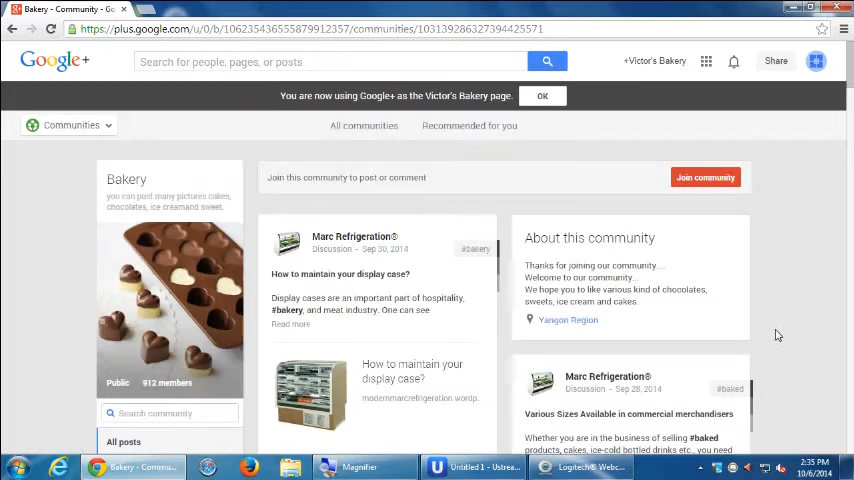 Bakery - Community - Go
https://plus.google.com/u/0/b/106235436555879912357/communities/103139286327394425571
Google+
Search for people, pages, or posts
+Victor's Bakery
Share
You are now using Google+ as the Victor's Bakery page.
OK
Communities
All communities
Recommended for you
Bakery
you can post many pictures cakes,
chocolates, ice creamand sweet.
Public
912 members
Search community
All posts
Join this community to post or comment
Join community
Marc Refrigeration®
Discussion - Sep 30, 2014
#bakery
How to maintain your display case?
Display cases are an important part of hospitality,
#bakery, and meat industry. One can see
Read more
How to maintain your
display case?
modernmarcrefrigeration.wordp..
About this community
Thanks for joining our community....
Welcome to our community...
We hope you to like various kind of chocolates,
sweets, ice cream and cakes.
Yangon Region
Marc Refrigeration®
Discussion - Sep 28, 2014
#baked
Various Sizes Available in commercial merchandisers
Whether you are in the business of selling #baked
products, cakes, ice-cold bottled drinks etc., you need
Bakery - Commu...
Magnifier
Untitled 1 - Ustrea...
Logitech® Webc...
2:35 PM
10/6/2014